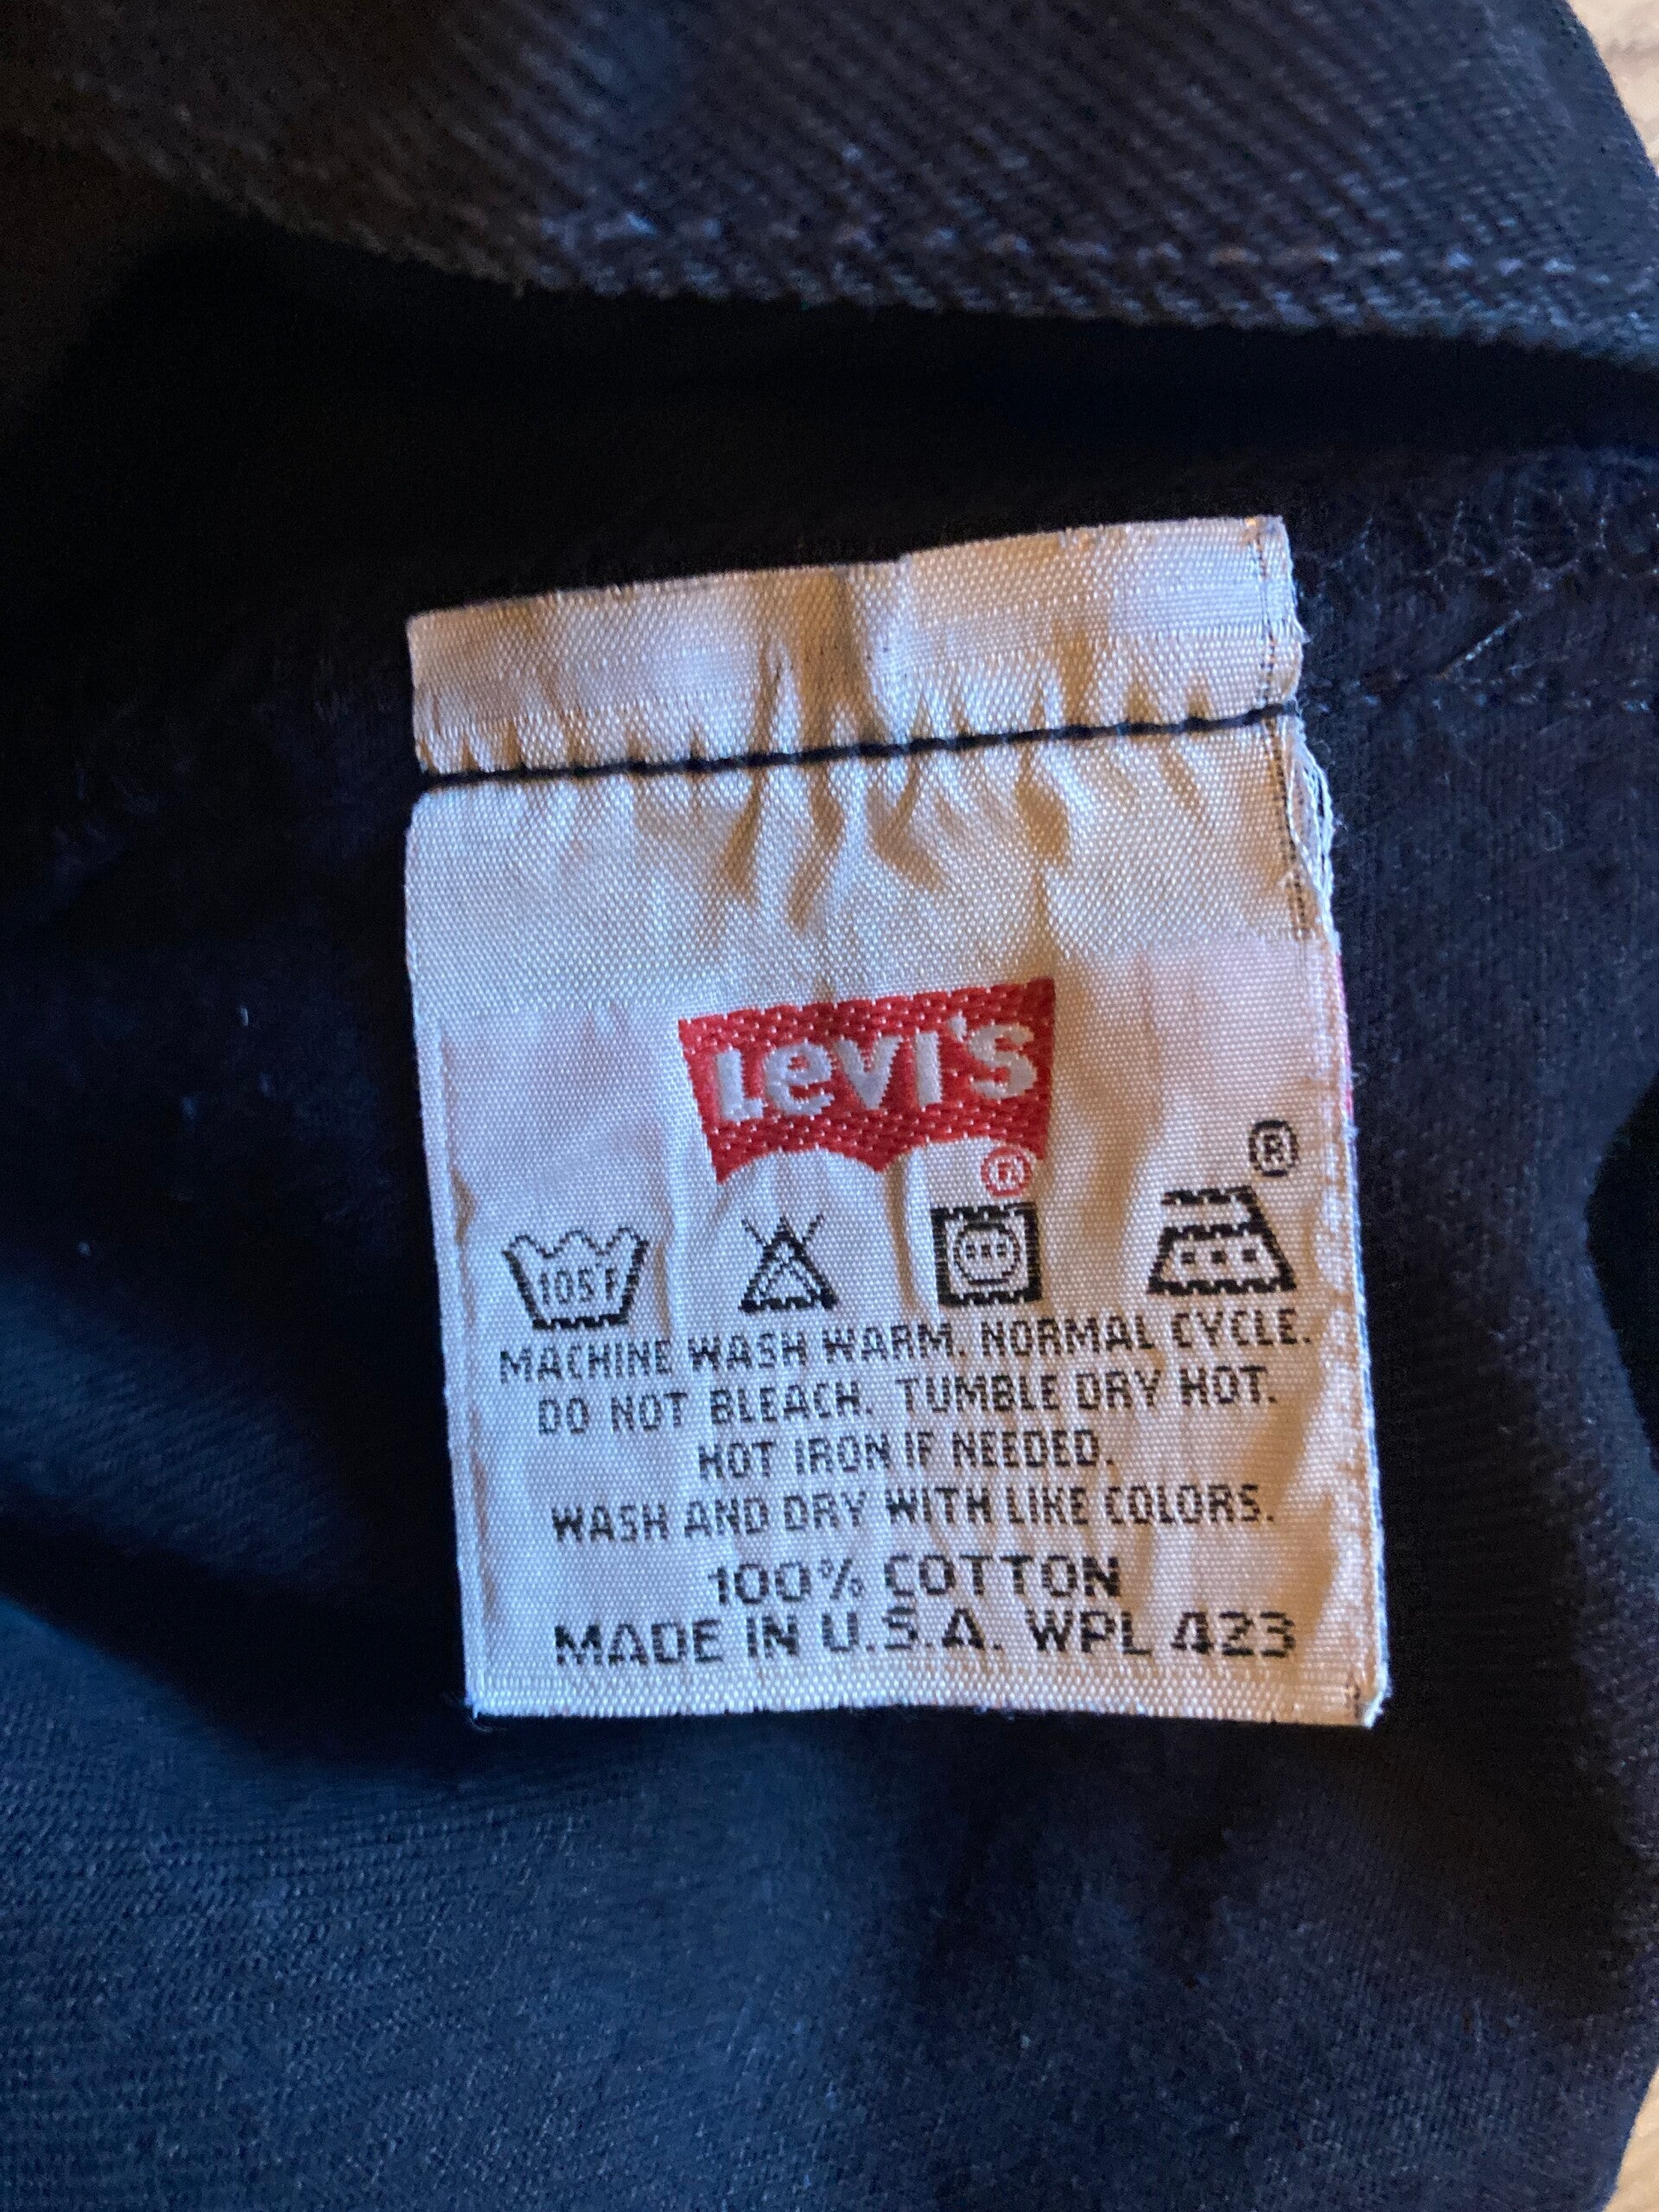 Levi's
®
®
105°F
MACHINE WASH WARM. NORMAL CYCLE.
DO NOT BLEACH. TUMBLE DRY HOT.
HOT IRON IF NEEDED.
WASH AND DRY WITH LIKE COLORS.
100% COTTON
MADE IN U.S.A. WPL 423